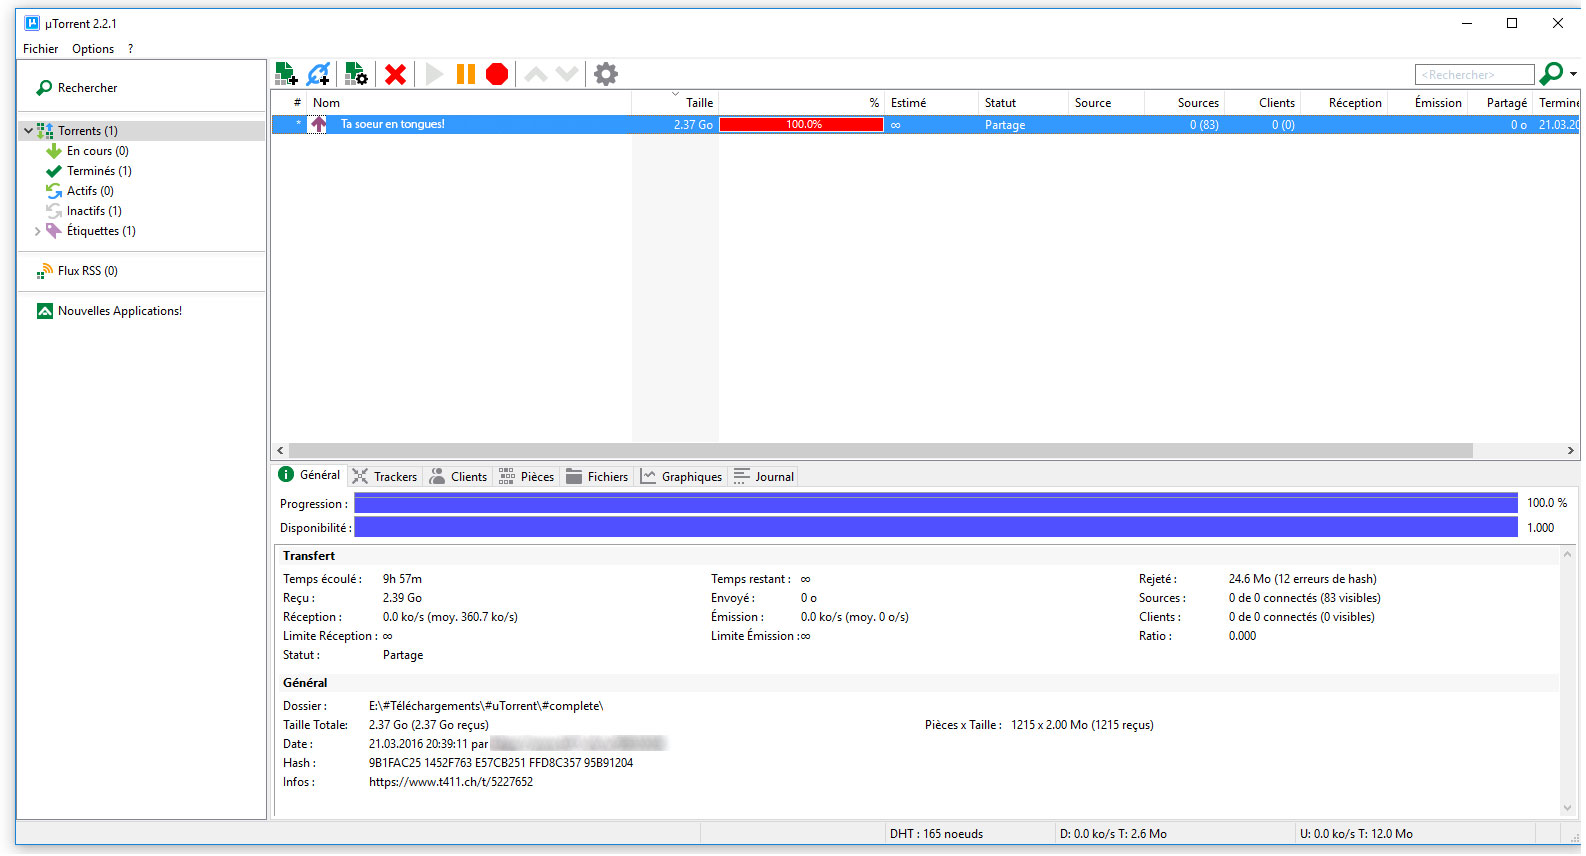 µTorrent 2.2.1
Fichier Options ?
Rechercher
<Rechercher>
# Nom Taille % Estimé Statut Source Sources Clients Réception Émission Partagé Termine
* Ta soeur en tongues! 2.37 Go 100.0% ∞ Partage 0 (83) 0 (0) 0 o 21.03.20
Torrents (1)
En cours (0)
Terminés (1)
Actifs (0)
Inactifs (1)
Étiquettes (1)
Flux RSS (0)
Nouvelles Applications!
Général Trackers Clients Pièces Fichiers Graphiques Journal
Progression : 100.0 %
Disponibilité : 1.000
Transfert
Temps écoulé : 9h 57m Temps restant : ∞ Rejeté : 24.6 Mo (12 erreurs de hash)
Reçu : 2.39 Go Envoyé : 0 o Sources : 0 de 0 connectés (83 visibles)
Réception : 0.0 ko/s (moy. 360.7 ko/s) Émission : 0.0 ko/s (moy. 0 o/s) Clients : 0 de 0 connectés (0 visibles)
Limite Réception : ∞ Limite Émission : ∞ Ratio : 0.000
Statut : Partage
Général
Dossier : E:\#Téléchargements\#uTorrent\#complete\
Taille Totale: 2.37 Go (2.37 Go reçus) Pièces x Taille : 1215 x 2.00 Mo (1215 reçus)
Date : 21.03.2016 20:39:11 par
Hash : 9B1FAC25 1452F763 E57CB251 FFD8C357 95B91204
Infos : https://www.t411.ch/t/5227652
DHT : 165 noeuds D: 0.0 ko/s T: 2.6 Mo U: 0.0 ko/s T: 12.0 Mo